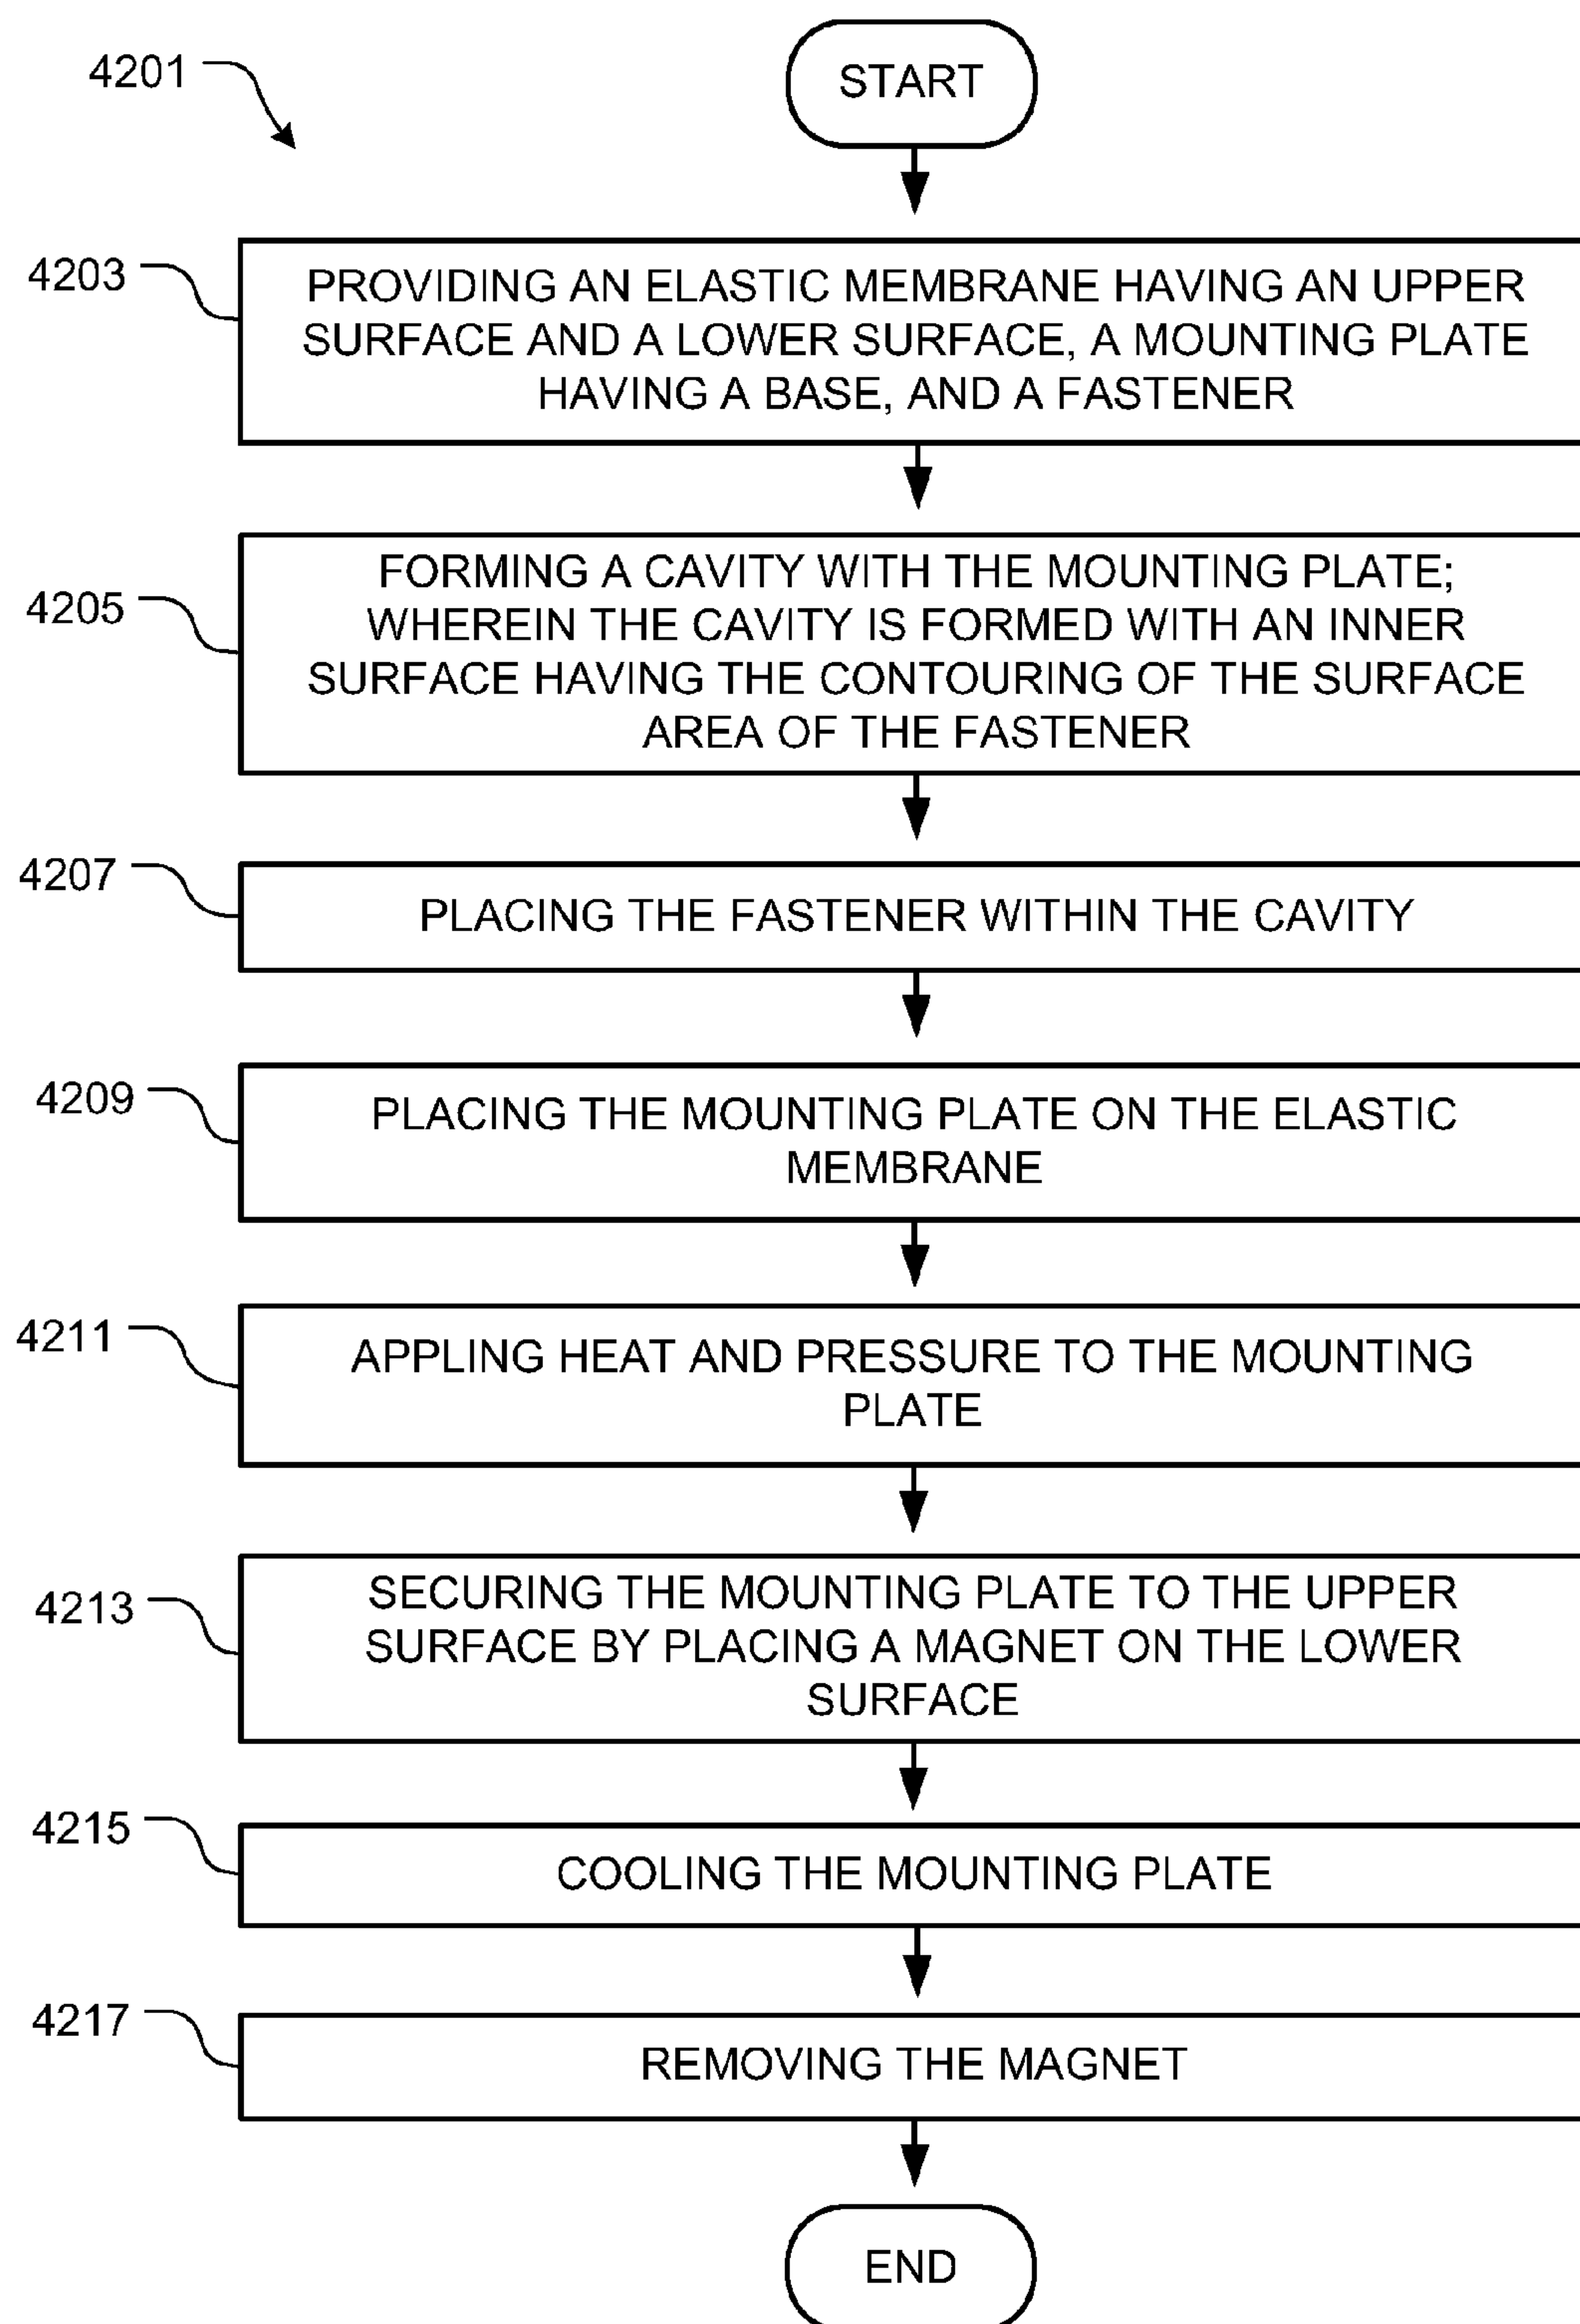 4201
START
4203
PROVIDING AN ELASTIC MEMBRANE HAVING AN UPPER
SURFACE AND A LOWER SURFACE, A MOUNTING PLATE
HAVING A BASE, AND A FASTENER
4205
FORMING A CAVITY WITH THE MOUNTING PLATE;
WHEREIN THE CAVITY IS FORMED WITH AN INNER
SURFACE HAVING THE CONTOURING OF THE SURFACE
AREA OF THE FASTENER
4207
PLACING THE FASTENER WITHIN THE CAVITY
4209
PLACING THE MOUNTING PLATE ON THE ELASTIC
MEMBRANE
4211
APPLING HEAT AND PRESSURE TO THE MOUNTING
PLATE
4213
SECURING THE MOUNTING PLATE TO THE UPPER
SURFACE BY PLACING A MAGNET ON THE LOWER
SURFACE
4215
COOLING THE MOUNTING PLATE
4217
REMOVING THE MAGNET
END